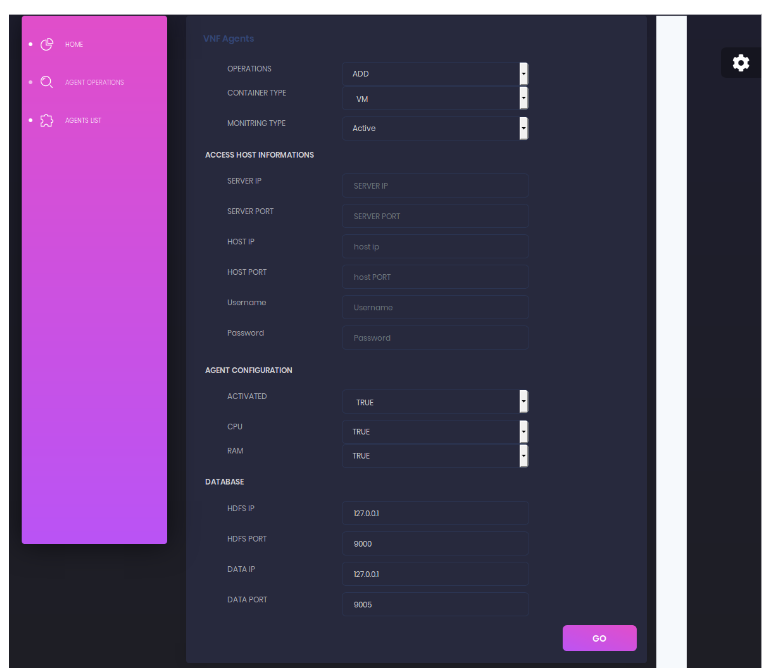 HOME
AGENT OPERATIONS
AGENTS LIST
VNF Agents
OPERATIONS ADD
CONTAINER TYPE VM
MONITRING TYPE Active
ACCESS HOST INFORMATIONS
SERVER IP SERVER IP
SERVER PORT SERVER PORT
HOST IP host ip
HOST PORT host PORT
Username Username
Password Password
AGENT CONFIGURATION
ACTIVATED TRUE
CPU TRUE
RAM TRUE
DATABASE
HDFS IP 127.0.0.1
HDFS PORT 9000
DATA IP 127.0.0.1
DATA PORT 9005
GO